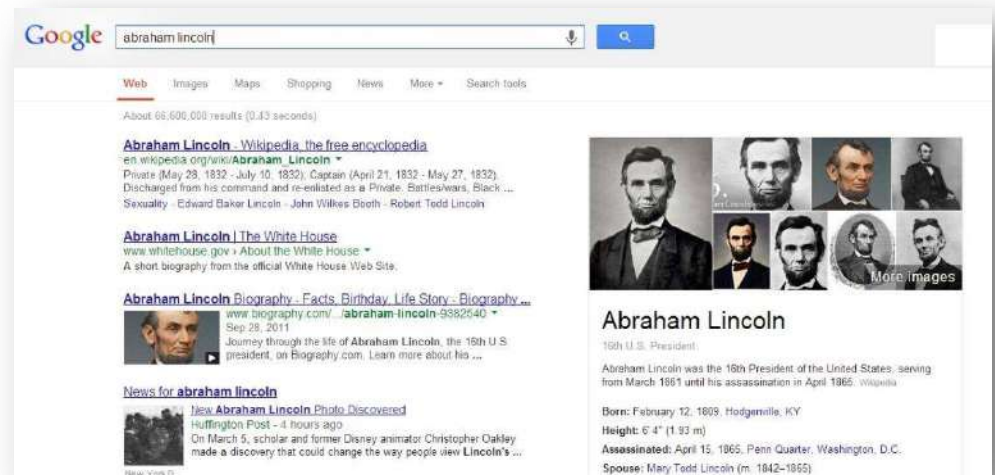 Google
abraham lincoln
Web Images Maps Shopping News More Search tools
About 66,600,000 results (0.43 seconds)
Abraham Lincoln - Wikipedia, the free encyclopedia
en.wikipedia.org/wiki/Abraham_Lincoln
Private (May 28, 1832 - July 10, 1832); Captain (April 21, 1832 - May 27, 1832).
Discharged from his command and re-enlisted as a Private. Battles/wars, Black ...
Sexuality - Edward Baker Lincoln - John Wilkes Booth - Robert Todd Lincoln
Abraham Lincoln | The White House
www.whitehouse.gov › About the White House
A short biography from the official White House Web Site.
Abraham Lincoln Biography - Facts, Birthday, Life Story - Biography ...
www.biography.com/.../abraham-lincoln-9382540
Sep 28, 2011
Journey through the life of Abraham Lincoln, the 16th U.S.
president, on Biography.com. Learn more about his ...
News for abraham lincoln
New Abraham Lincoln Photo Discovered
Huffington Post - 4 hours ago
On March 5, scholar and former Disney animator Christopher Oakley
made a discovery that could change the way people view Lincoln's ...
More images
Abraham Lincoln
16th U.S. President
Abraham Lincoln was the 16th President of the United States, serving
from March 1861 until his assassination in April 1865. Wikipedia
Born: February 12, 1809, Hodgenville, KY
Height: 6' 4" (1.93 m)
Assassinated: April 15, 1865, Penn Quarter, Washington, D.C.
Spouse: Mary Todd Lincoln (m. 1842–1865)